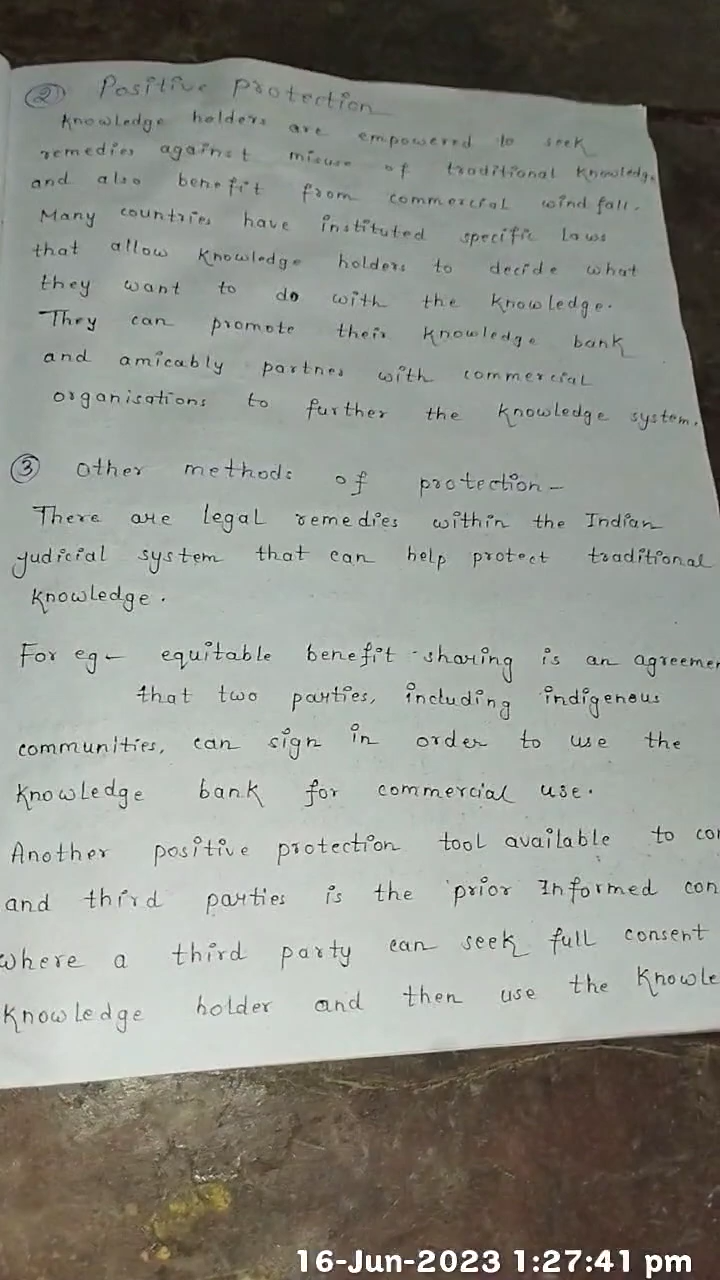 ② Positive Protection
Knowledge holders are empowered to seek
remedies against misuse of traditional Knowledge
and also benefit from commercial wind fall.
Many countries have instituted specific laws
that allow Knowledge holders to decide what
they want to do with the Knowledge.
They can promote their Knowledge bank
and amicably partner with commercial
organisations to further the Knowledge system.
③ Other methods of protection –
There are legal remedies within the Indian
judicial system that can help protect traditional
Knowledge.
For eg – equitable benefit-sharing is an agreemen
that two parties, including indigenous
communities, can sign in order to use the
Knowledge bank for commercial use.
Another positive protection tool available to
and third parties is the 'prior Informed con
where a third party can seek full consent
Knowledge holder and then use the Knowle
16-Jun-2023 1:27:41 pm